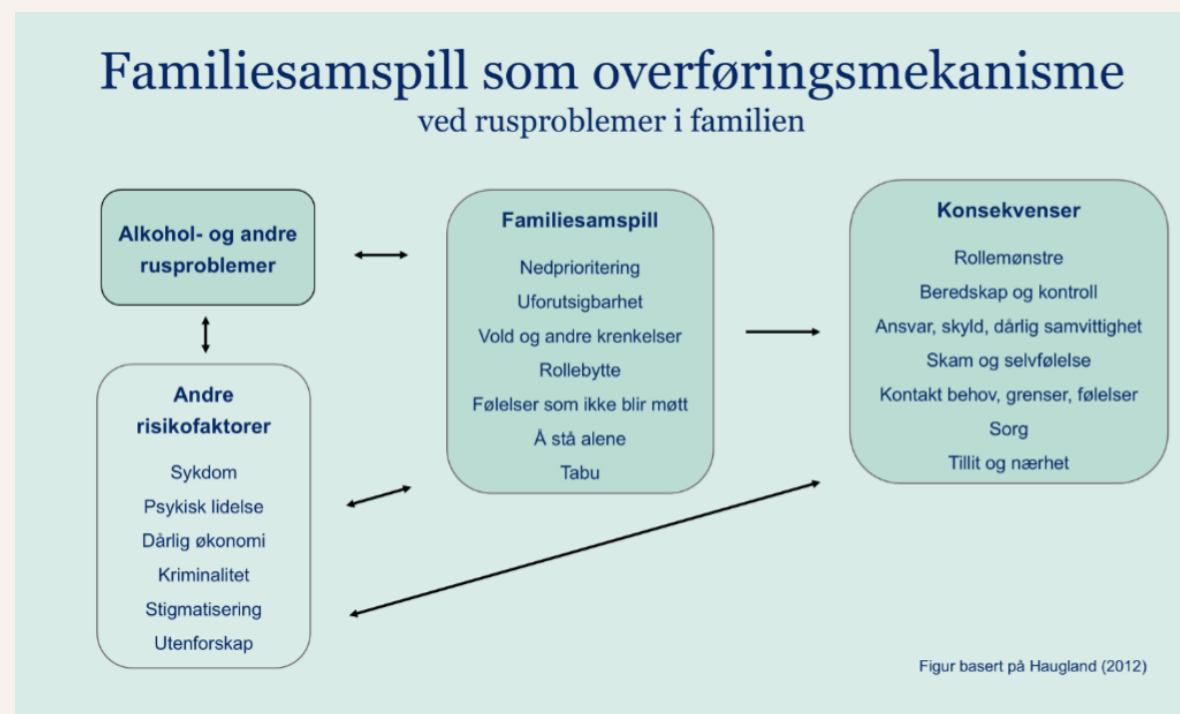 Familiesamspill som overføringsmekanisme
ved rusproblemer i familien
Alkohol- og andre
rusproblemer
Andre
risikofaktorer
Sykdom
Psykisk lidelse
Dårlig økonomi
Kriminalitet
Stigmatisering
Utenforskap
Familiesamspill
Nedprioritering
Uforutsigbarhet
Vold og andre krenkelser
Rollebytte
Følelser som ikke blir møtt
Å stå alene
Tabu
Konsekvenser
Rollemønstre
Beredskap og kontroll
Ansvar, skyld, dårlig samvittighet
Skam og selvfølelse
Kontakt behov, grenser, følelser
Sorg
Tillit og nærhet
Figur basert på Haugland (2012)